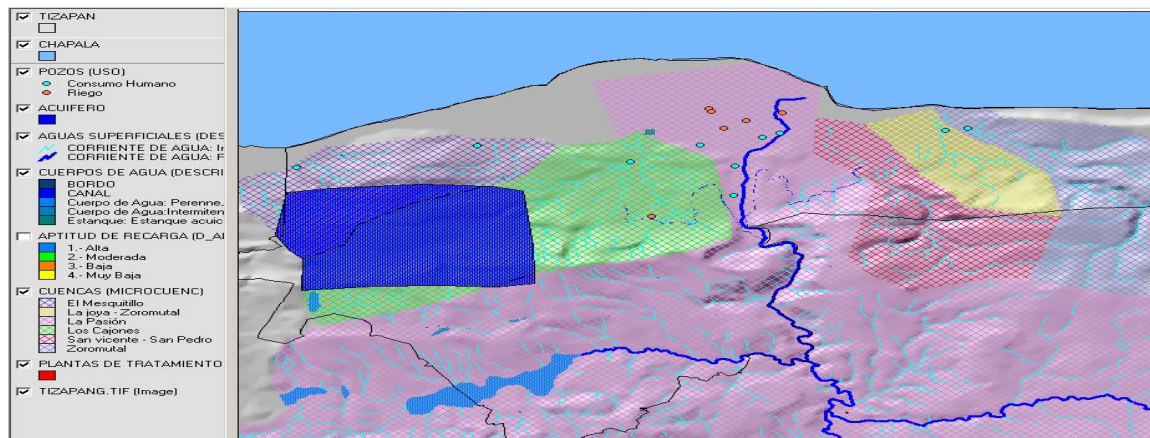 TIZAPAN
CHAPALA
POZOS (USO)
Consumo Humano
Riego
ACUIFERO
AGUAS SUPERFICIALES (DES
CORRIENTE DE AGUA: I
CORRIENTE DE AGUA: F
CUERPOS DE AGUA (DESCRI
BORDO
CANAL
Cuerpo de Agua: Perenne,
Cuerpo de Agua:Intermiten
Estanque: Estanque acuic
APTITUD DE RECARGA (D_A
1.- Alta
2.- Moderada
3.- Baja
4.- Muy Baja
CUENCAS (MICROCUENC)
El Mesquitillo
La joya - Zoromutal
La Pasión
Los Cajones
San vicente - San Pedro
Zoromutal
PLANTAS DE TRATAMIENTO
TIZAPANG.TIF (Image)